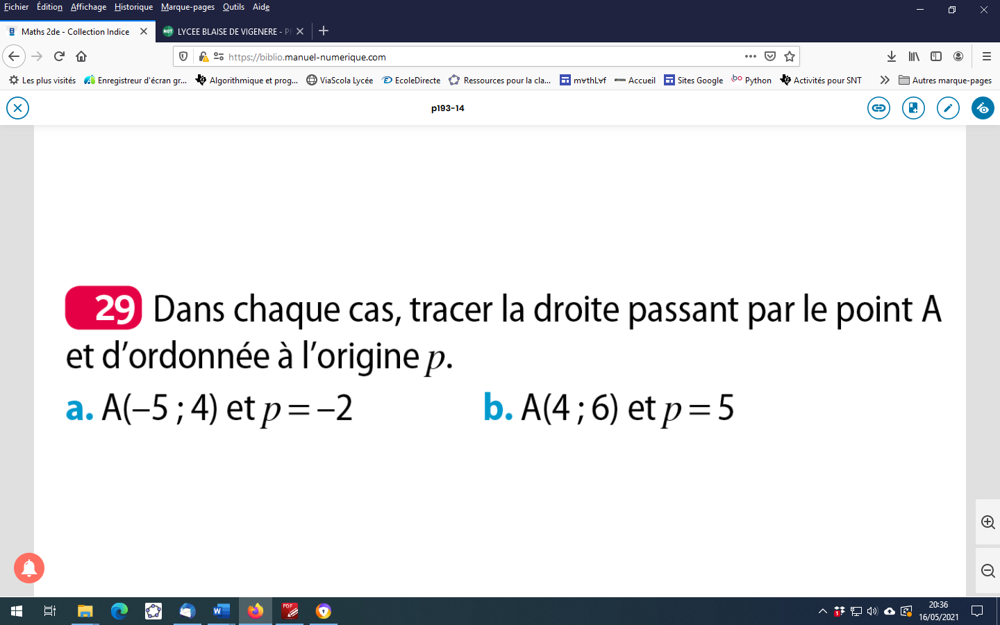 Fichier Édition Affichage Historique Marque-pages Outils Aide
Maths 2de - Collection Indice
LYCEE BLAISE DE VIGENERE - P
https://biblio.manuel-numerique.com
Les plus visités Enregistreur d'écran gr... Algorithmique et prog... ViaScola Lycée EcoleDirecte Ressources pour la cla... m∀thL∀f Accueil Sites Google Python Activités pour SNT Autres marque-pages
p193-14
29 Dans chaque cas, tracer la droite passant par le point A
et d'ordonnée à l'origine p.
a. A(–5 ; 4) et p = –2 b. A(4 ; 6) et p = 5
20:36
16/05/2021